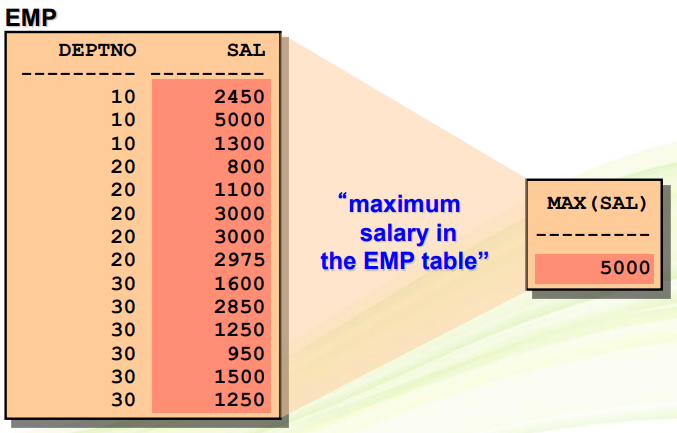 EMP
DEPTNO SAL
--------- ---------
10 2450
10 5000
10 1300
20 800
20 1100
20 3000
20 3000
20 2975
30 1600
30 2850
30 1250
30 950
30 1500
30 1250
“maximum
salary in
the EMP table”
MAX(SAL)
---------
5000